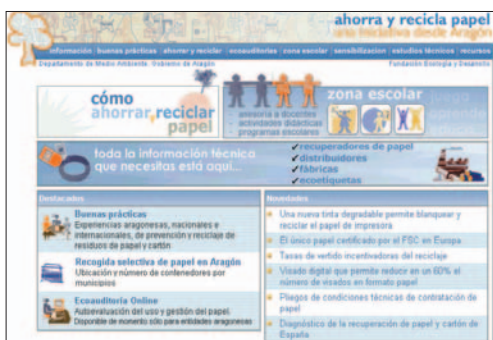 ahorra y recicla papel
una iniciativa desde Aragón
información | buenas prácticas | ahorrar y reciclar | ecoauditorías | zona escolar | sensibilización | estudios técnicos | recursos
Departamento de Medio Ambiente. Gobierno de Aragón
Fundación Ecología y Desarrollo
cómo
ahorrar, reciclar
papel
zona escolar
- asesoría a docentes
- actividades didácticas
- programas escolares
juega
aprende
toda la información técnica
que necesitas está aquí...
✓recuperadores de papel
✓distribuidores
✓fábricas
✓ecoetiquetas
Destacados
Buenas prácticas
Experiencias aragonesas, nacionales e
internacionales, de prevención y reciclaje de
residuos de papel y cartón
Recogida selectiva de papel en Aragón
Ubicación y número de contenedores por
municipios
Ecoauditoría Online
Autoevaluación del uso y gestión del papel
Disponible de momento sólo para entidades aragonesas
Novedades
Una nueva tinta degradable permite blanquear y
reciclar el papel de impresora
El único papel certificado por el FSC en Europa
Tasas de vertido incentivadoras del reciclaje
Visado digital que permite reducir en un 60% el
número de visados en formato papel
Pliegos de condiciones técnicas de contratación de
papel
Diagnóstico de la recuperación de papel y cartón de
España